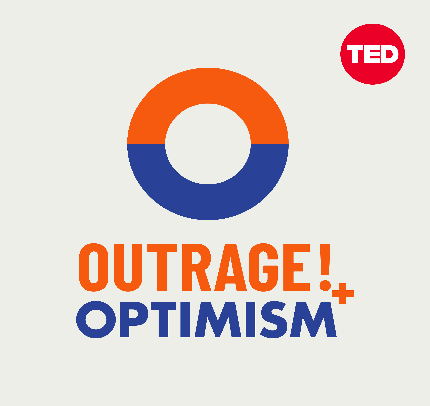 TED
OUTRAGE!
+
OPTIMISM